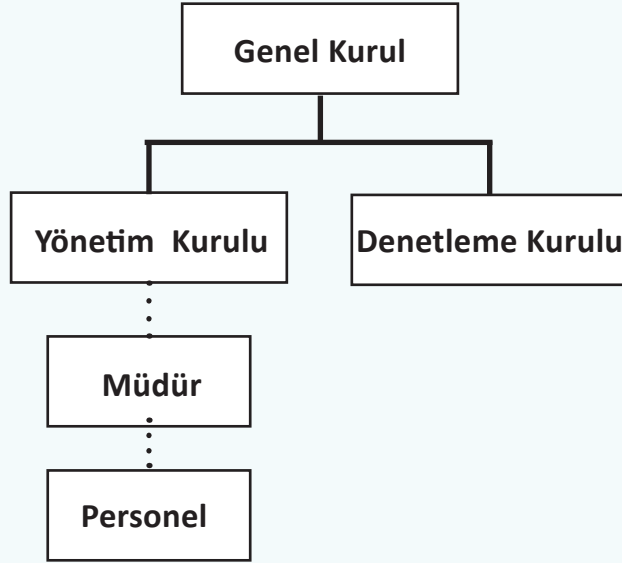 Genel Kurul
Yönetim Kurulu
Denetleme Kurulu
Müdür
Personel